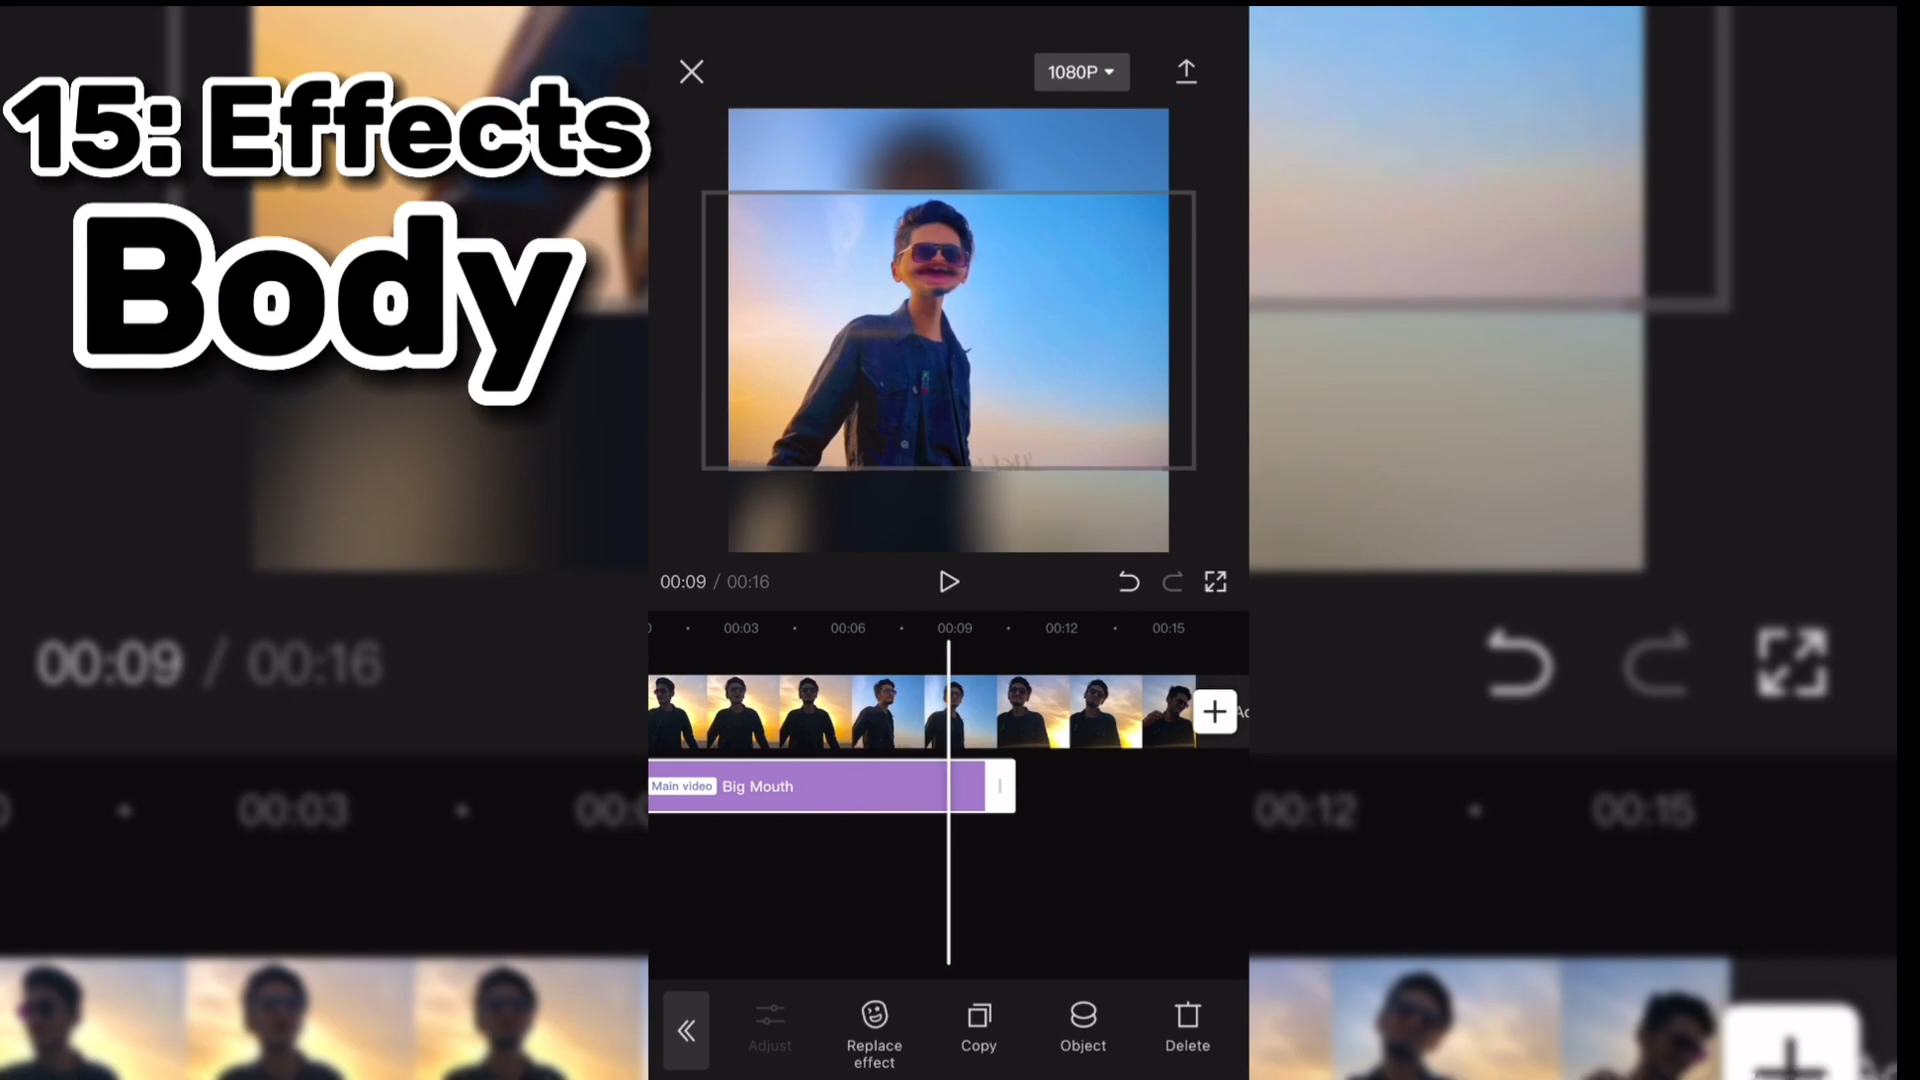 15: Effects
Body
1080P
00:09 / 00:16
00:03 00:06 00:09 00:12 00:15
Main video Big Mouth
Adjust
Replace effect
Copy
Object
Delete
00:09 / 00:16
00:03
00:12 00:15